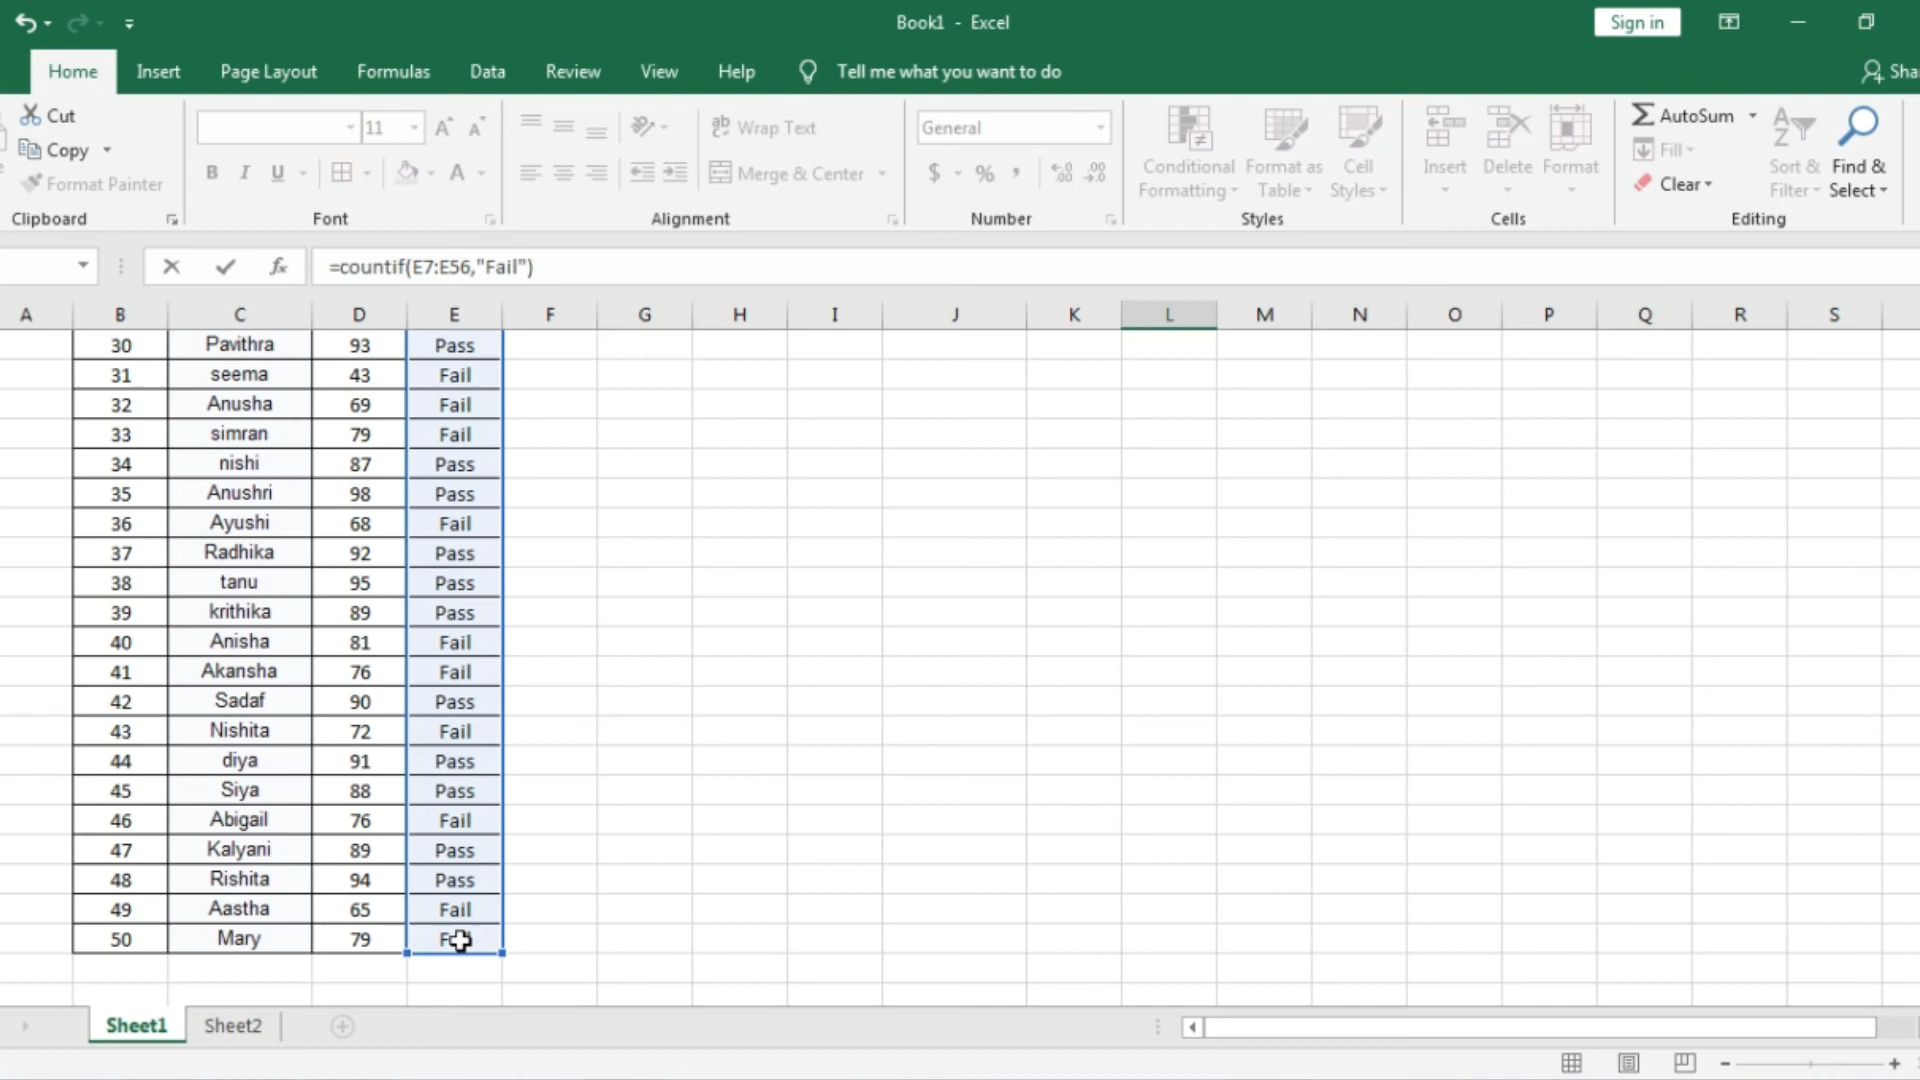 Book1 - Excel
Sign in
Home Insert Page Layout Formulas Data Review View Help Tell me what you want to do
Cut
Copy
Format Painter
Clipboard
11
B I U A
Font
Wrap Text
Merge & Center
Alignment
General
$ % ,
Number
Conditional Formatting
Format as Table
Cell Styles
Styles
Insert Delete Format
Cells
AutoSum
Fill
Clear
Sort & Filter
Find & Select
Editing
fx =countif(E7:E56,"Fail")
A B C D E F G H I J K L M N O P Q R S
30 Pavithra 93 Pass
31 seema 43 Fail
32 Anusha 69 Fail
33 simran 79 Fail
34 nishi 87 Pass
35 Anushri 98 Pass
36 Ayushi 68 Fail
37 Radhika 92 Pass
38 tanu 95 Pass
39 krithika 89 Pass
40 Anisha 81 Fail
41 Akansha 76 Fail
42 Sadaf 90 Pass
43 Nishita 72 Fail
44 diya 91 Pass
45 Siya 88 Pass
46 Abigail 76 Fail
47 Kalyani 89 Pass
48 Rishita 94 Pass
49 Aastha 65 Fail
50 Mary 79
Sheet1 Sheet2